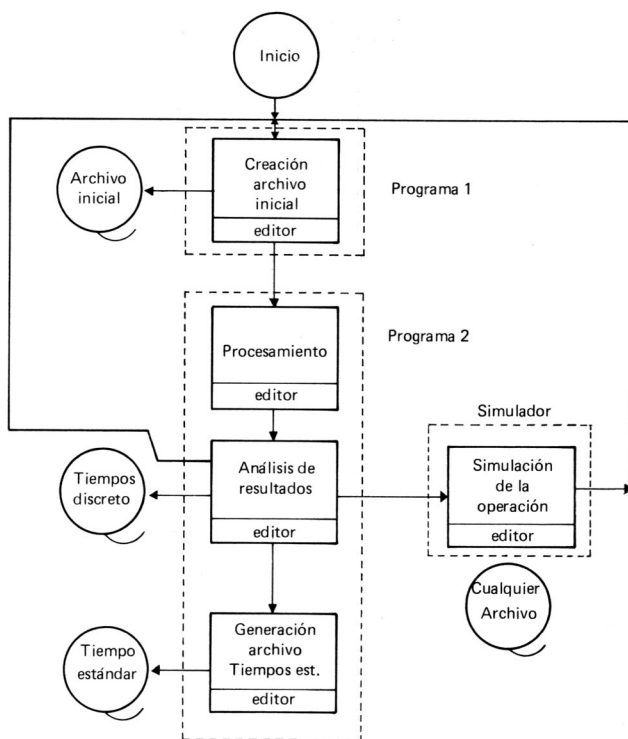 Inicio
Archivo
inicial
Creación
archivo
inicial
editor
Programa 1
Procesamiento
editor
Programa 2
Tiempos
discreto
Análisis de
resultados
editor
Simulador
Simulación
de la
operación
editor
Cualquier
Archivo
Tiempo
estándar
Generación
archivo
Tiempos est.
editor